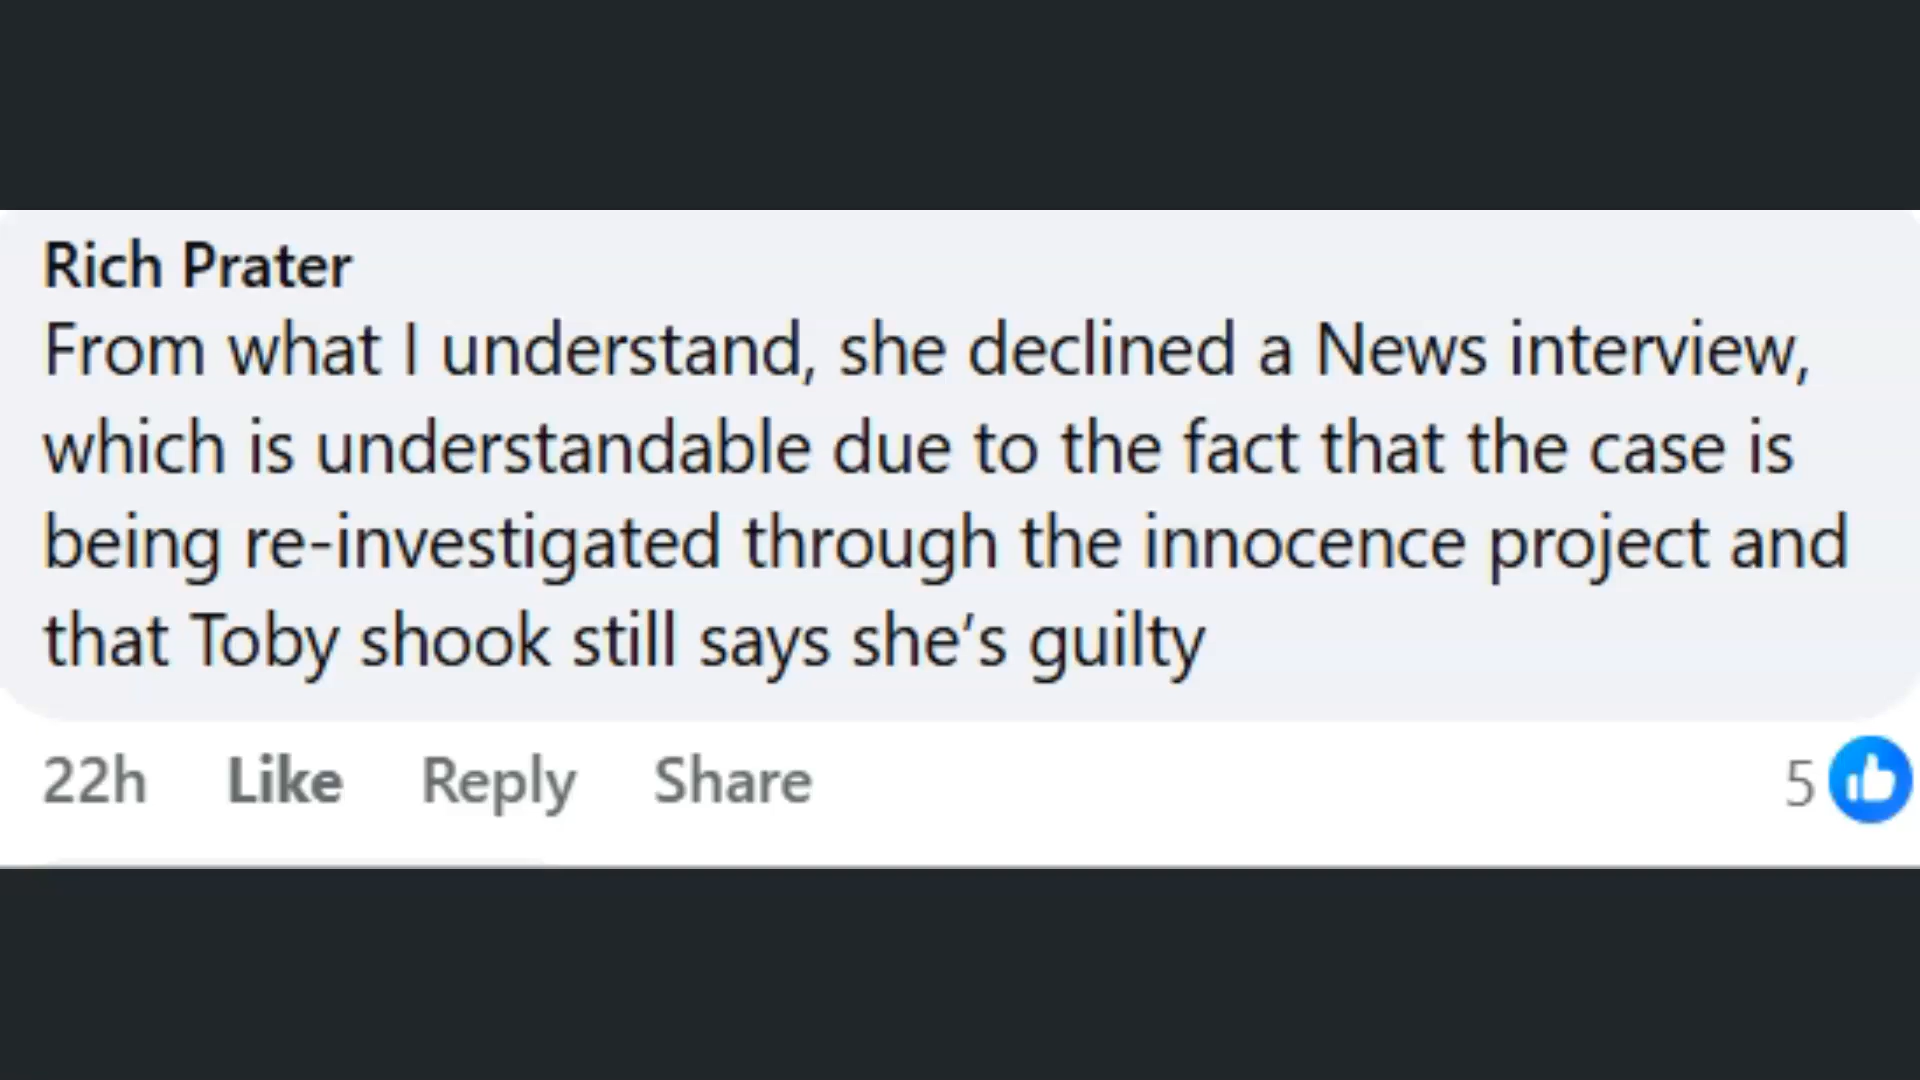 Rich Prater
From what I understand, she declined a News interview,
which is understandable due to the fact that the case is
being re-investigated through the innocence project and
that Toby shook still says she's guilty
22h Like Reply Share 5